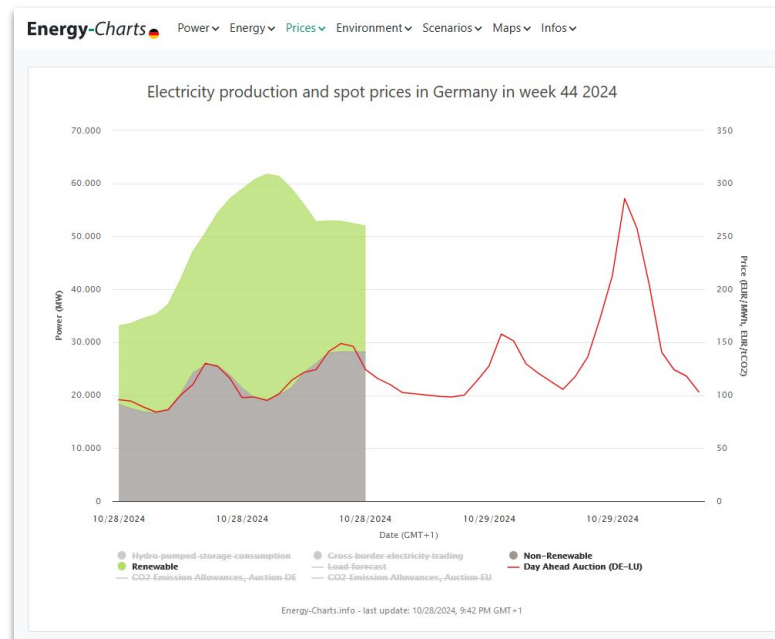 Energy-Charts Power Energy Prices Environment Scenarios Maps Infos
Electricity production and spot prices in Germany in week 44 2024
70.000 350
60.000 300
50.000 250
40.000 200
30.000 150
20.000 100
10.000 50
0 0
Power (MW)
Price (EUR/MWh, EUR/tCO2)
10/28/2024 10/28/2024 10/28/2024 10/29/2024 10/29/2024
Date (GMT+1)
Hydro pumped storage consumption Cross border electricity trading Non-Renewable
Renewable Load forecast Day Ahead Auction (DE-LU)
CO2 Emission Allowances, Auction DE CO2 Emission Allowances, Auction EU
Energy-Charts.info - last update: 10/28/2024, 9:42 PM GMT+1